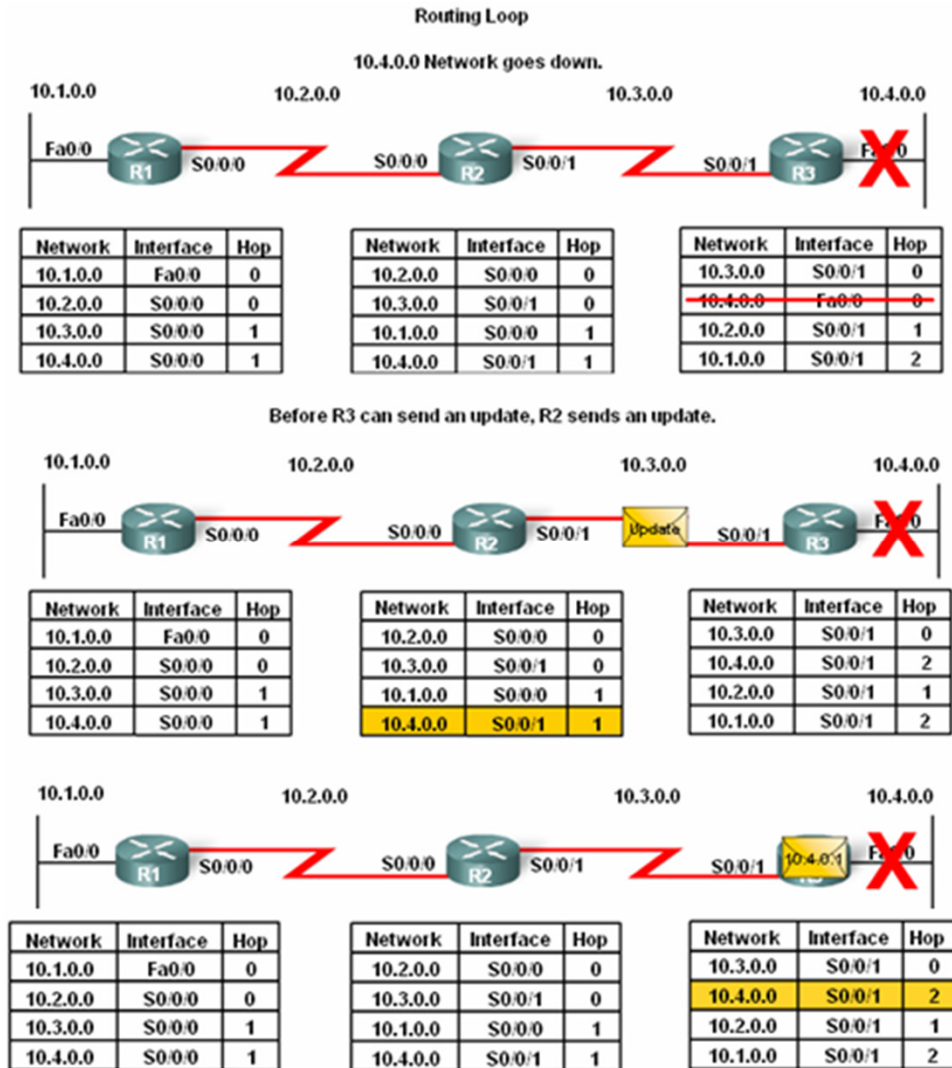 Routing Loop
10.4.0.0 Network goes down.
10.1.0.0 10.2.0.0 10.3.0.0 10.4.0.0
Fa0/0 R1 S0/0/0 S0/0/0 R2 S0/0/1 S0/0/1 R3 Fa0/0
Network Interface Hop
10.1.0.0 Fa0/0 0
10.2.0.0 S0/0/0 0
10.3.0.0 S0/0/0 1
10.4.0.0 S0/0/0 1
Network Interface Hop
10.2.0.0 S0/0/0 0
10.3.0.0 S0/0/1 0
10.1.0.0 S0/0/0 1
10.4.0.0 S0/0/1 1
Network Interface Hop
10.3.0.0 S0/0/1 0
10.4.0.0 Fa0/0 0
10.2.0.0 S0/0/1 1
10.1.0.0 S0/0/1 2
Before R3 can send an update, R2 sends an update.
10.1.0.0 10.2.0.0 10.3.0.0 10.4.0.0
Fa0/0 R1 S0/0/0 S0/0/0 R2 S0/0/1 Update S0/0/1 R3 Fa0/0
Network Interface Hop
10.1.0.0 Fa0/0 0
10.2.0.0 S0/0/0 0
10.3.0.0 S0/0/0 1
10.4.0.0 S0/0/0 1
Network Interface Hop
10.2.0.0 S0/0/0 0
10.3.0.0 S0/0/1 0
10.1.0.0 S0/0/0 1
10.4.0.0 S0/0/1 1
Network Interface Hop
10.3.0.0 S0/0/1 0
10.4.0.0 S0/0/1 2
10.2.0.0 S0/0/1 1
10.1.0.0 S0/0/1 2
10.1.0.0 10.2.0.0 10.3.0.0 10.4.0.0
Fa0/0 R1 S0/0/0 S0/0/0 R2 S0/0/1 S0/0/1 10.4.0.1 R3 Fa0/0
Network Interface Hop
10.1.0.0 Fa0/0 0
10.2.0.0 S0/0/0 0
10.3.0.0 S0/0/0 1
10.4.0.0 S0/0/0 1
Network Interface Hop
10.2.0.0 S0/0/0 0
10.3.0.0 S0/0/1 0
10.1.0.0 S0/0/0 1
10.4.0.0 S0/0/1 1
Network Interface Hop
10.3.0.0 S0/0/1 0
10.4.0.0 S0/0/1 2
10.2.0.0 S0/0/1 1
10.1.0.0 S0/0/1 2